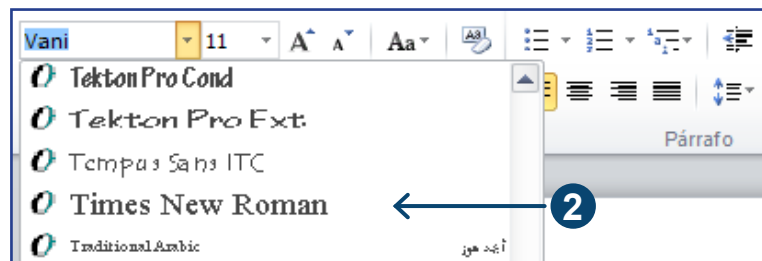 Vani 11 A A Aa AB
Tekton Pro Cond
Tekton Pro Ext
Párrafo
Tempus Sans ITC
Times New Roman 2
Traditional Arabic أبجد هوز